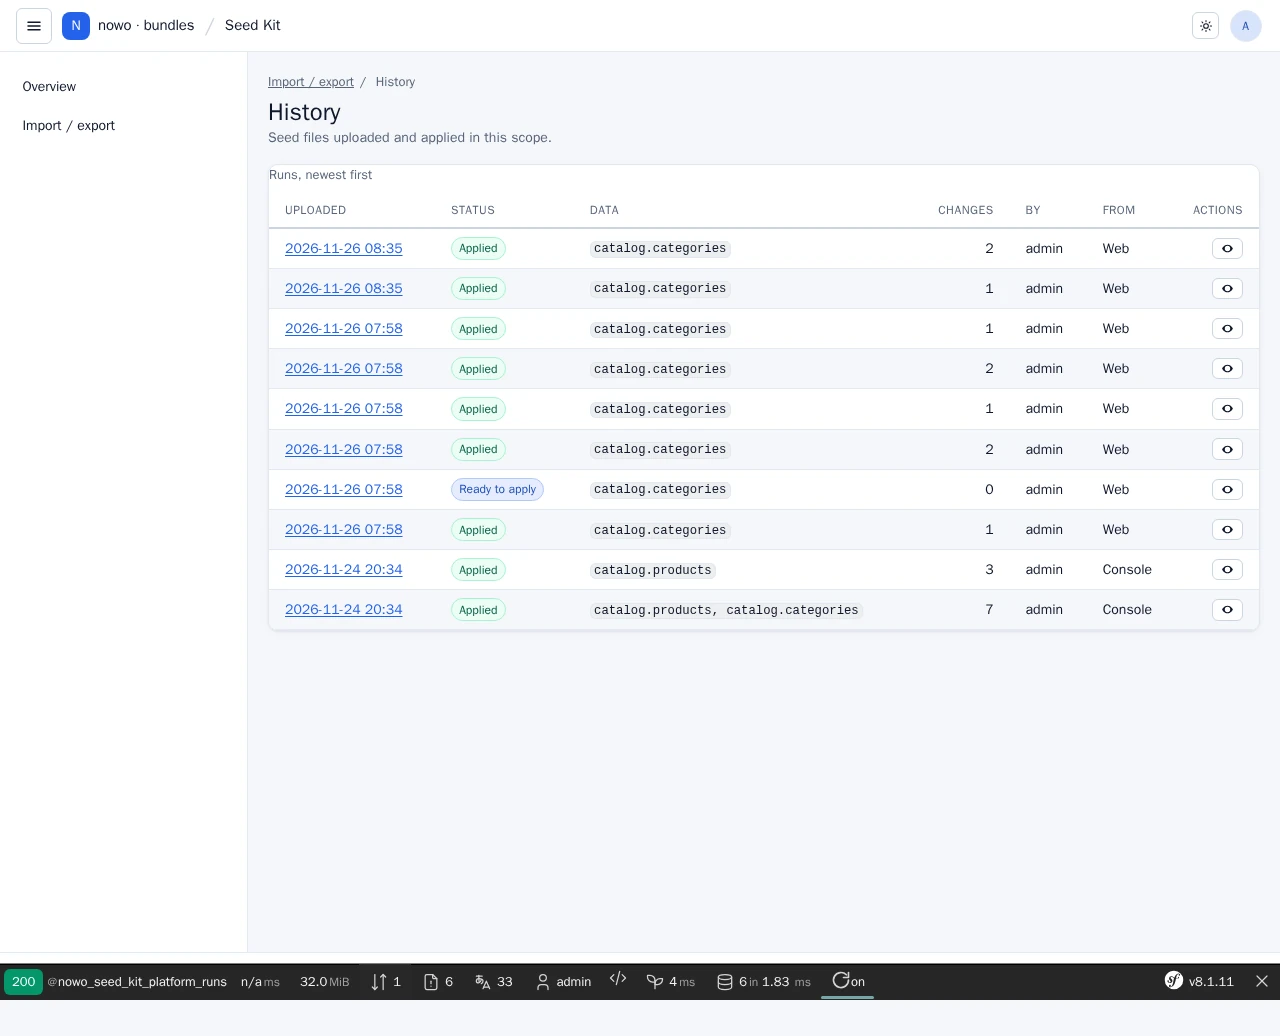 N nowo · bundles / Seed Kit A
Overview
Import / export
Import / export / History
History
Seed files uploaded and applied in this scope.
Runs, newest first
UPLOADED STATUS DATA CHANGES BY FROM ACTIONS
2026-11-26 08:35 Applied catalog.categories 2 admin Web
2026-11-26 08:35 Applied catalog.categories 1 admin Web
2026-11-26 07:58 Applied catalog.categories 1 admin Web
2026-11-26 07:58 Applied catalog.categories 2 admin Web
2026-11-26 07:58 Applied catalog.categories 1 admin Web
2026-11-26 07:58 Applied catalog.categories 2 admin Web
2026-11-26 07:58 Ready to apply catalog.categories 0 admin Web
2026-11-26 07:58 Applied catalog.categories 1 admin Web
2026-11-24 20:34 Applied catalog.products 3 admin Console
2026-11-24 20:34 Applied catalog.products, catalog.categories 7 admin Console
200 @nowo_seed_kit_platform_runs n/a ms 32.0 MiB 1 6 33 admin 4 ms 6 in 1.83 ms on sf v8.1.11